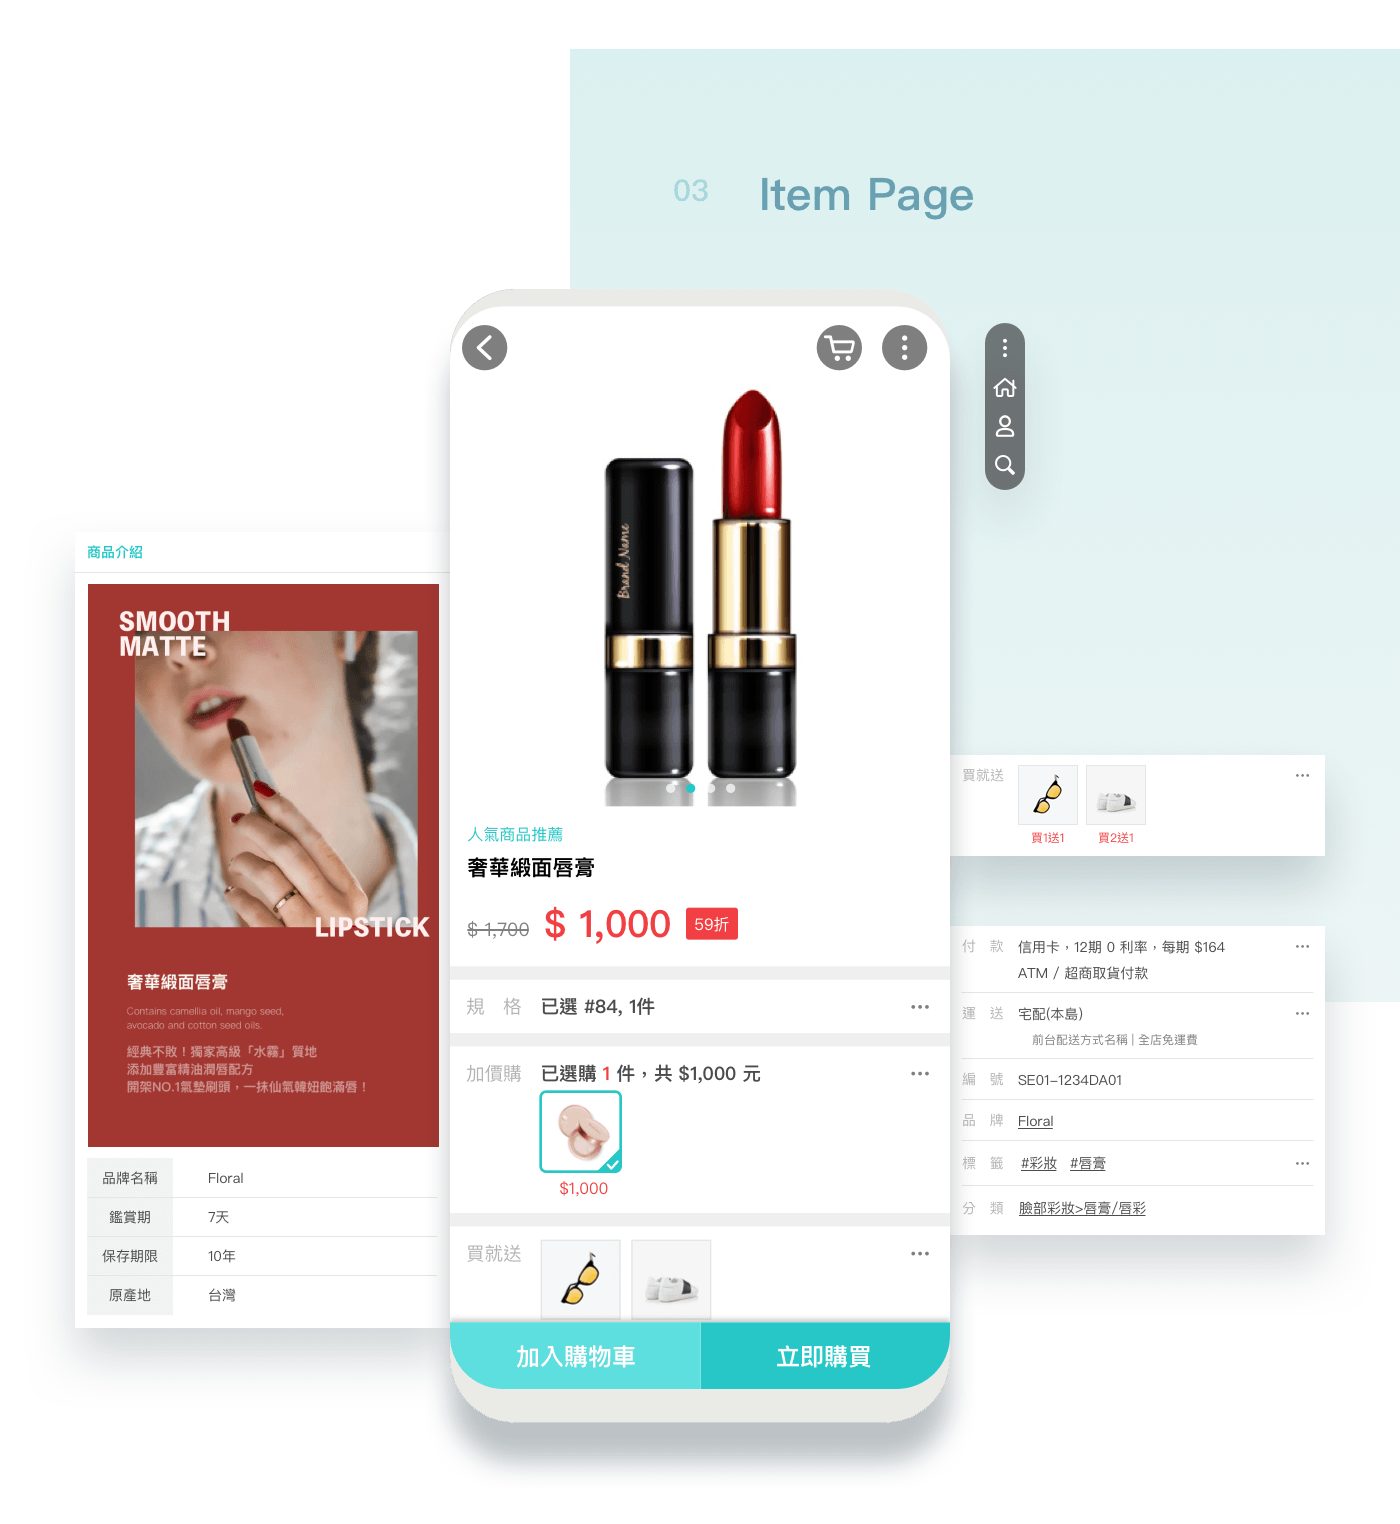 03 Item Page
Brand Name
人氣商品推薦
奢華緞面唇膏
$ 1,700 $ 1,000 59折
規 格 已選 #84, 1件
加價購 已選購 1 件，共 $1,000 元
$1,000
買就送
加入購物車 立即購買
商品介紹
SMOOTH
MATTE
LIPSTICK
奢華緞面唇膏
Contains camellia oil, mango seed,
avocado and cotton seed oils.
經典不敗！獨家高級「水霧」質地
添加豐富精油潤唇配方
開架NO.1氣墊刷頭，一抹仙氣韓妞飽滿唇！
品牌名稱 Floral
鑑賞期 7天
保存期限 10年
原產地 台灣
買就送
買1送1 買2送1
付 款 信用卡，12期 0 利率，每期 $164
ATM / 超商取貨付款
運 送 宅配(本島)
前台配送方式名稱 | 全店免運費
編 號 SE01-1234DA01
品 牌 Floral
標 籤 #彩妝 #唇膏
分 類 臉部彩妝>唇膏/唇彩